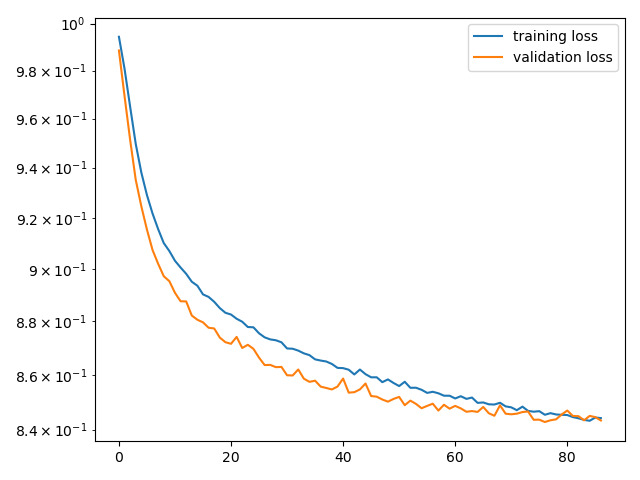 10⁰
training loss
validation loss
9.8 × 10⁻¹
9.6 × 10⁻¹
9.4 × 10⁻¹
9.2 × 10⁻¹
9 × 10⁻¹
8.8 × 10⁻¹
8.6 × 10⁻¹
8.4 × 10⁻¹
0 20 40 60 80